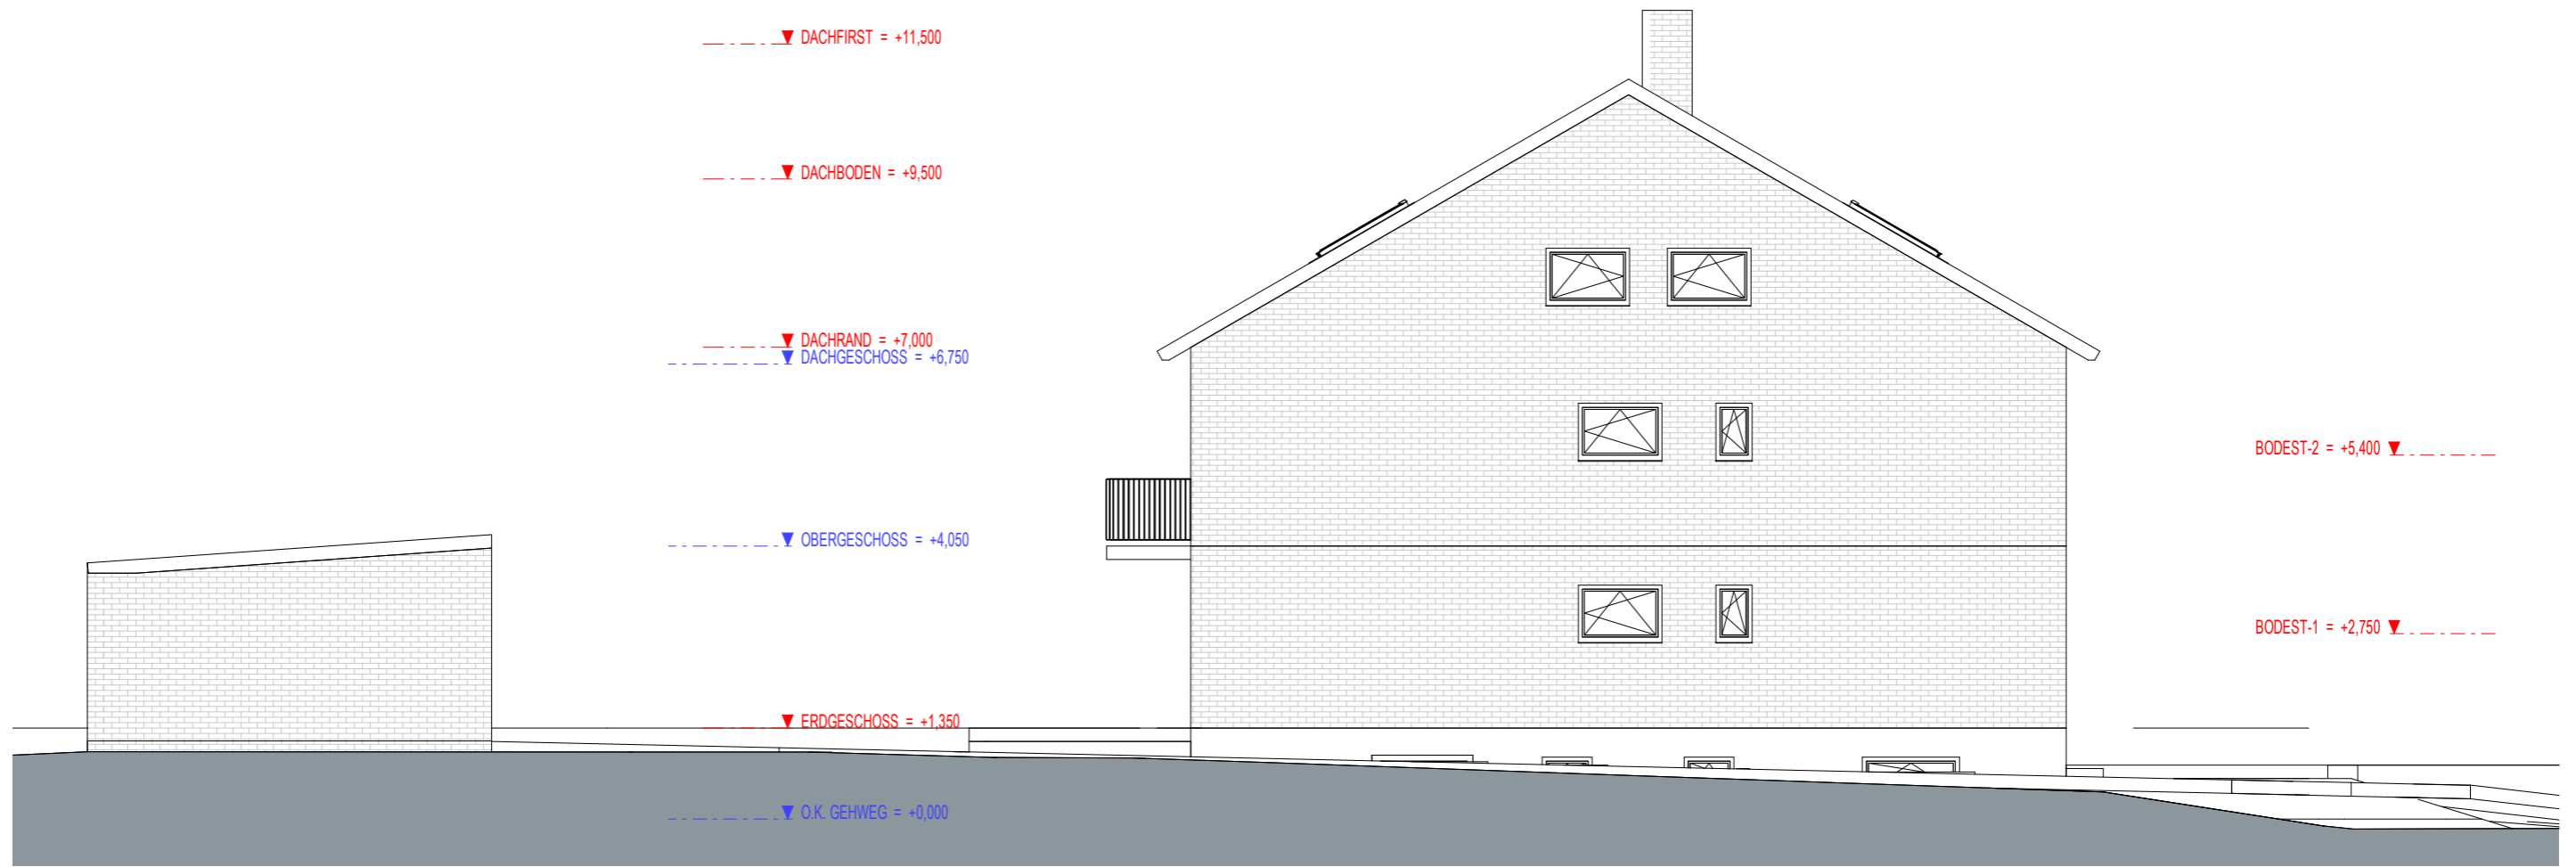 DACHFIRST = +11,500
DACHBODEN = +9,500
DACHRAND = +7,000
DACHGESCHOSS = +6,750
BODEST-2 = +5,400
OBERGESCHOSS = +4,050
BODEST-1 = +2,750
ERDGESCHOSS = +1,350
O.K. GEHWEG = +0,000